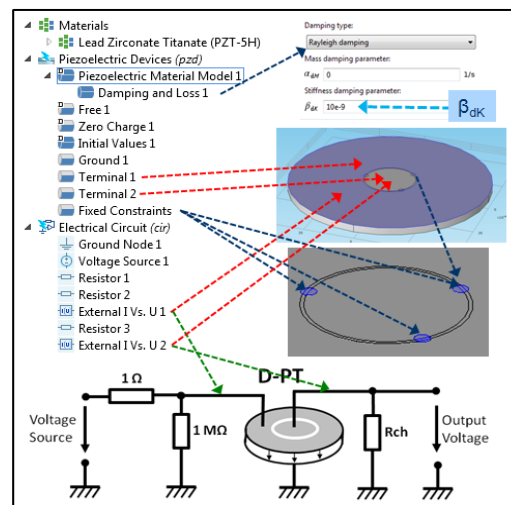 Materials
Lead Zirconate Titanate (PZT-5H)
Piezoelectric Devices (pzd)
Piezoelectric Material Model 1
Damping and Loss 1
Free 1
Zero Charge 1
Initial Values 1
Ground 1
Terminal 1
Terminal 2
Fixed Constraints
Electrical Circuit (cir)
Ground Node 1
Voltage Source 1
Resistor 1
Resistor 2
External I Vs. U 1
Resistor 3
External I Vs. U 2
Damping type:
Rayleigh damping
Mass damping parameter:
αdM 0 1/s
Stiffness damping parameter:
βdK 10e-9
βdK
D-PT
1 Ω
Voltage
Source
1 MΩ
Rch
Output
Voltage